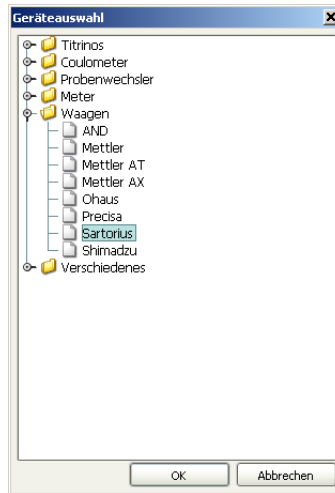 Geräteauswahl
Titrinos
Coulometer
Probenwechsler
Meter
Waagen
AND
Mettler
Mettler AT
Mettler AX
Ohaus
Precisa
Sartorius
Shimadzu
Verschiedenes
OK Abbrechen